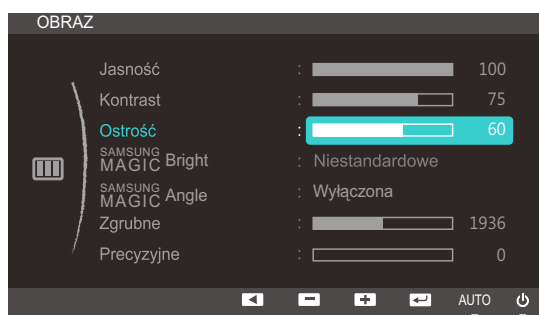 OBRAZ
Jasność : 100
Kontrast : 75
Ostrość : 60
SAMSUNG MAGIC Bright : Niestandardowe
SAMSUNG MAGIC Angle : Wyłączona
Zgrubne : 1936
Precyzyjne : 0
AUTO